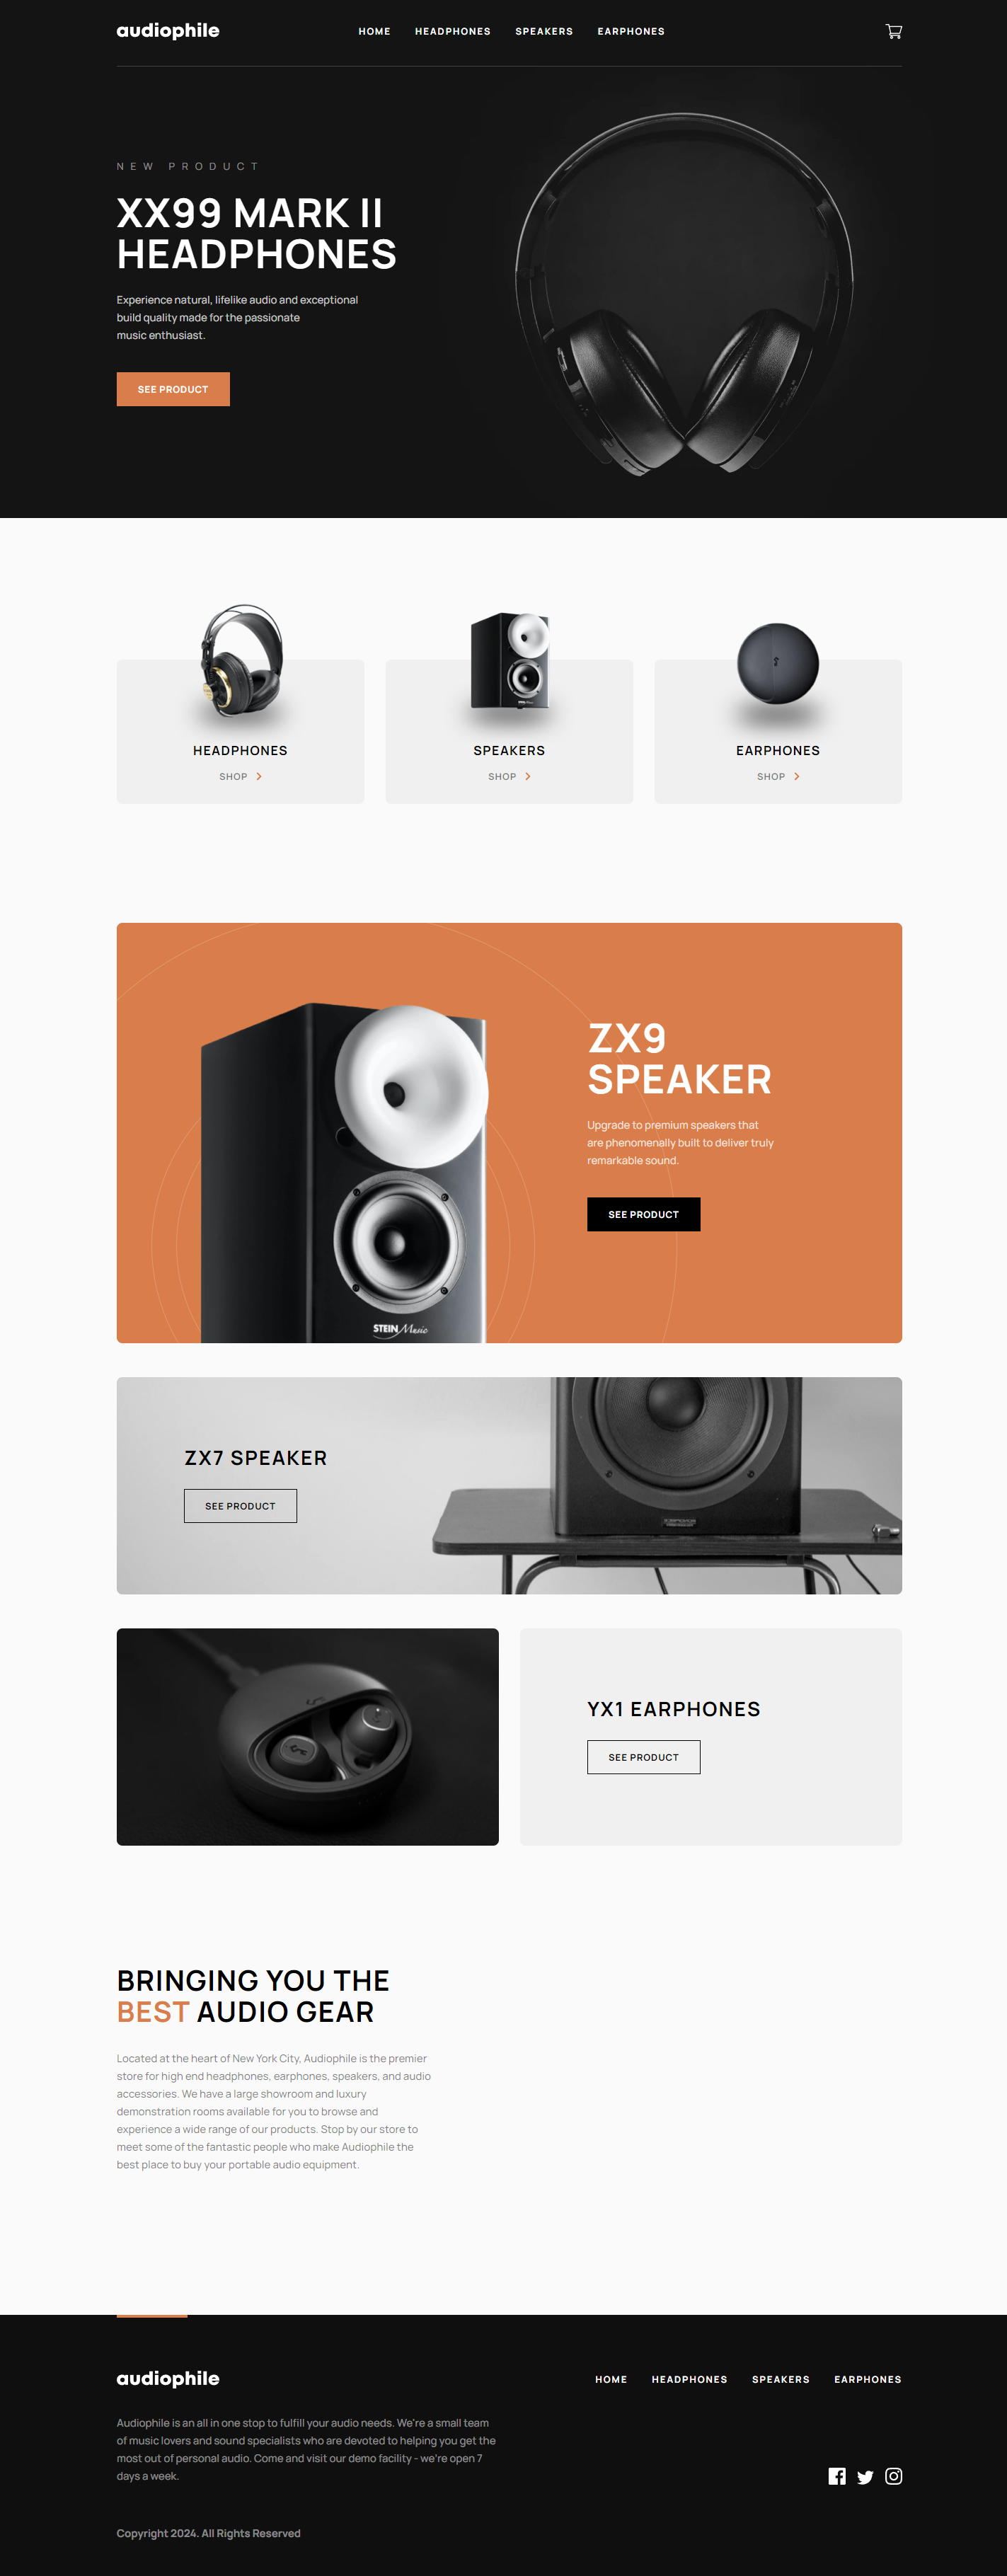 audiophile
HOME HEADPHONES SPEAKERS EARPHONES
NEW PRODUCT
XX99 MARK II
HEADPHONES
Experience natural, lifelike audio and exceptional
build quality made for the passionate
music enthusiast.
SEE PRODUCT
HEADPHONES
SHOP
SPEAKERS
SHOP
EARPHONES
SHOP
ZX9
SPEAKER
Upgrade to premium speakers that
are phenomenally built to deliver truly
remarkable sound.
SEE PRODUCT
STEIN Music
ZX7 SPEAKER
SEE PRODUCT
YX1 EARPHONES
SEE PRODUCT
BRINGING YOU THE
BEST AUDIO GEAR
Located at the heart of New York City, Audiophile is the premier
store for high end headphones, earphones, speakers, and audio
accessories. We have a large showroom and luxury
demonstration rooms available for you to browse and
experience a wide range of our products. Stop by our store to
meet some of the fantastic people who make Audiophile the
best place to buy your portable audio equipment.
audiophile
HOME HEADPHONES SPEAKERS EARPHONES
Audiophile is an all in one stop to fulfill your audio needs. We're a small team
of music lovers and sound specialists who are devoted to helping you get the
most out of personal audio. Come and visit our demo facility - we're open 7
days a week.
Copyright 2024. All Rights Reserved